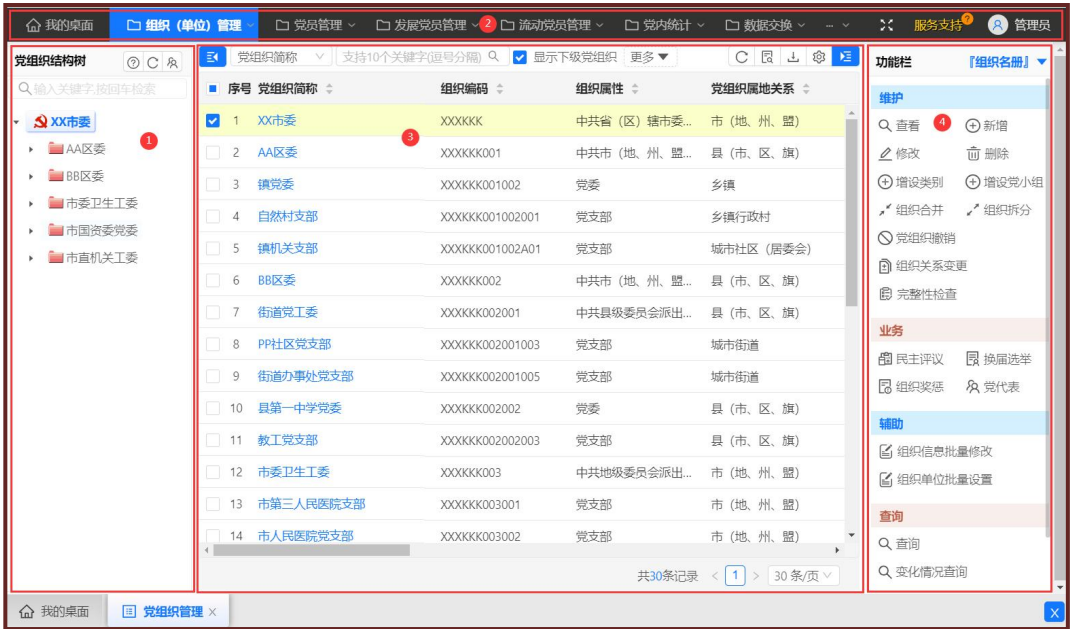 我的桌面 组织（单位）管理 党员管理 发展党员管理 2 流动党员管理 党内统计 数据交换 ... 服务支持 ? 管理员
党组织结构树
输入关键字,按回车检索
XX市委
1
AA区委
BB区委
市委卫生工委
市国资委党委
市直机关工委
党组织简称 支持10个关键字(逗号分隔) 显示下级党组织 更多
序号 党组织简称 组织编码 组织属性 党组织属地关系
1 XX市委 XXXKKK 中共省（区）辖市委... 市（地、州、盟）
3
2 AA区委 XXXKKK001 中共市（地、州、盟... 县（市、区、旗）
3 镇党委 XXXKKK001002 党委 乡镇
4 自然村支部 XXXKKK001002001 党支部 乡镇行政村
5 镇机关支部 XXXKKK001002A01 党支部 城市社区（居委会）
6 BB区委 XXXKKK002 中共市（地、州、盟... 县（市、区、旗）
7 街道党工委 XXXKKK002001 中共县级委员会派出... 县（市、区、旗）
8 PP社区党支部 XXXKKK002001003 党支部 城市街道
9 街道办事处党支部 XXXKKK002001005 党支部 城市街道
10 县第一中学党委 XXXKKK002002 党委 县（市、区、旗）
11 教工党支部 XXXKKK002002003 党支部 县（市、区、旗）
12 市委卫生工委 XXXKKK003 中共地级委员会派出... 市（地、州、盟）
13 市第三人民医院支部 XXXKKK003001 党支部 市（地、州、盟）
14 市人民医院党支部 XXXKKK003002 党支部 市（地、州、盟）
共30条记录 < 1 > 30 条/页
功能栏 『组织名册』
维护
查看 4 新增
修改 删除
增设类别 增设党小组
组织合并 组织拆分
党组织撤销
组织关系变更
完整性检查
业务
民主评议 换届选举
组织奖惩 党代表
辅助
组织信息批量修改
组织单位批量设置
查询
查询
变化情况查询
我的桌面 党组织管理 ×
X